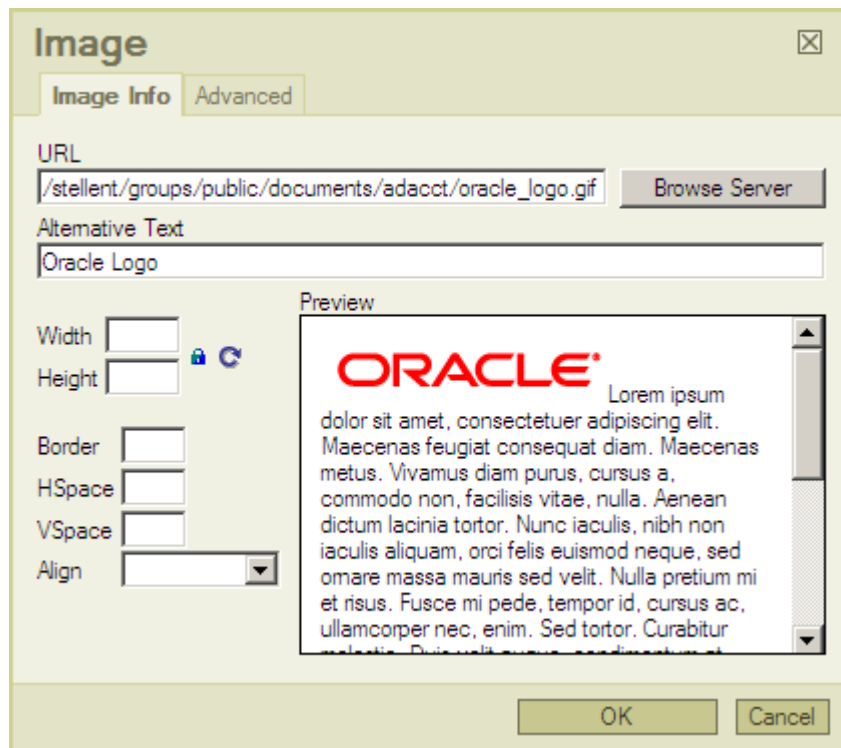 Image
Image Info
Advanced
URL
/stellent/groups/public/documents/adacct/oracle_logo.gif
Browse Server
Alternative Text
Oracle Logo
Width
Height
Border
HSpace
VSpace
Align
Preview
ORACLE
Lorem ipsum
dolor sit amet, consectetuer adipiscing elit.
Maecenas feugiat consequat diam. Maecenas
metus. Vivamus diam purus, cursus a,
commodo non, facilisis vitae, nulla. Aenean
dictum lacinia tortor. Nunc iaculis, nibh non
iaculis aliquam, orci felis euismod neque, sed
ornare massa mauris sed velit. Nulla pretium mi
et risus. Fusce mi pede, tempor id, cursus ac,
ullamcorper nec, enim. Sed tortor. Curabitur
OK
Cancel